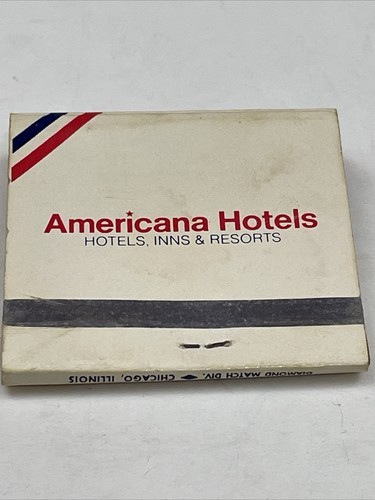 Americana Hotels
HOTELS, INNS & RESORTS
DIAMOND MATCH DIV. CHICAGO, ILLINOIS